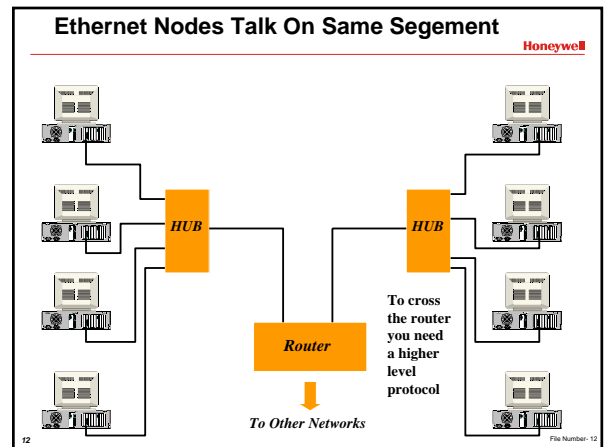 Ethernet Nodes Talk On Same Segement
Honeywell
HUB
HUB
To cross
the router
you need
a higher
level
protocol
Router
To Other Networks
12
File Number- 12